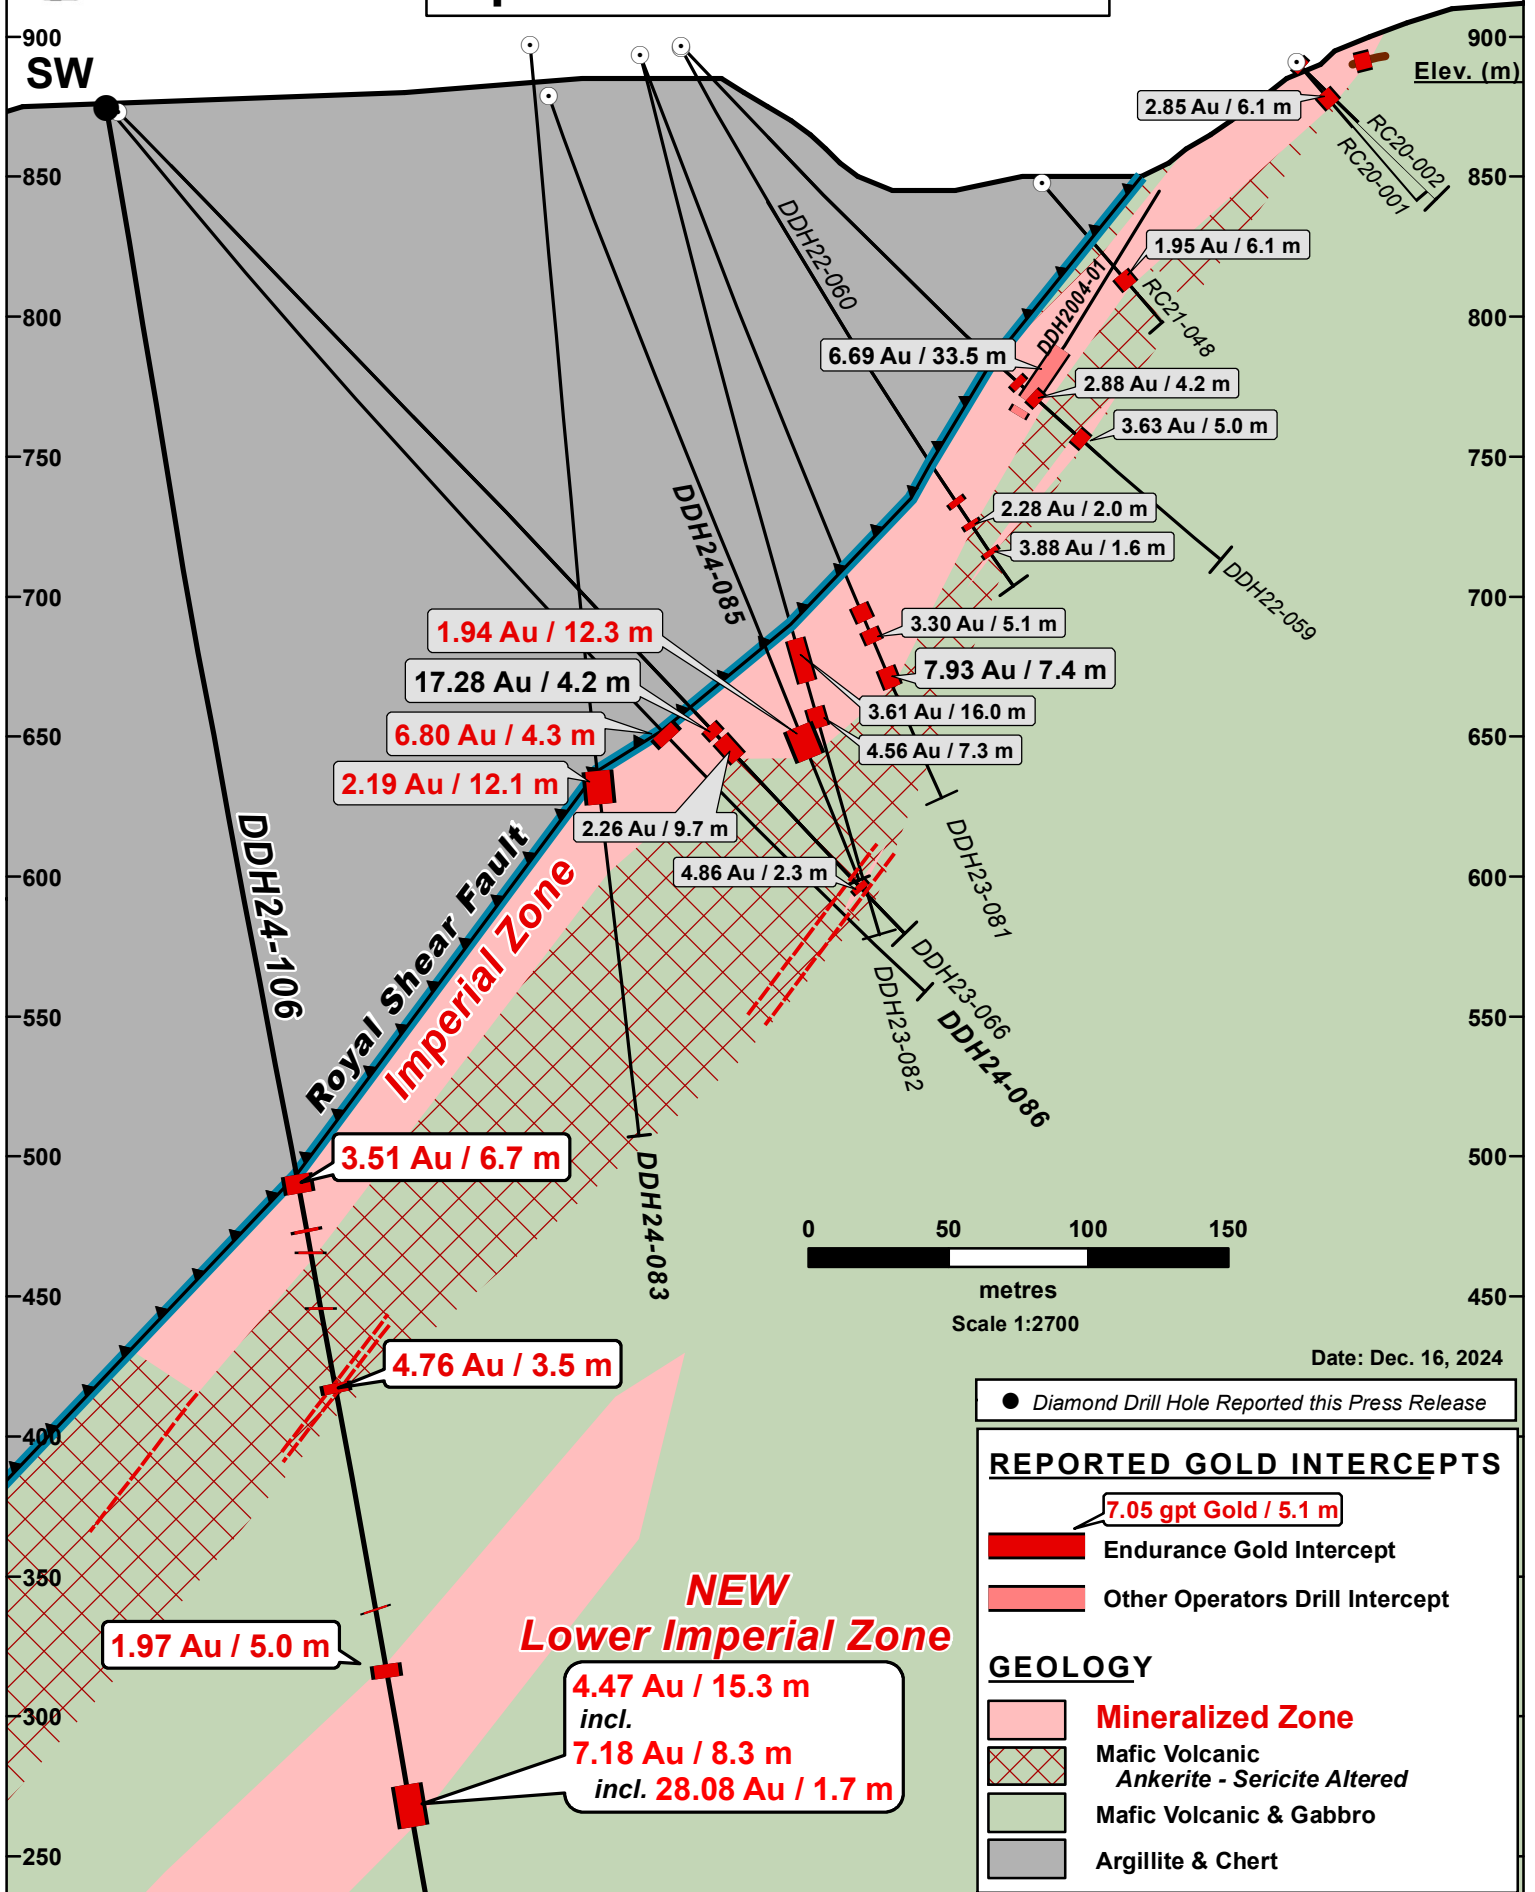 900
SW
850
800
750
700
650
600
550
500
450
400
350
300
250
900
Elev. (m)
850
800
750
700
650
600
550
500
450
2.85 Au / 6.1 m
RC20-002
RC20-001
1.95 Au / 6.1 m
RC21-048
DDH22-060
DDH2004-01
6.69 Au / 33.5 m
2.88 Au / 4.2 m
3.63 Au / 5.0 m
2.28 Au / 2.0 m
3.88 Au / 1.6 m
DDH22-059
DDH24-085
1.94 Au / 12.3 m
3.30 Au / 5.1 m
17.28 Au / 4.2 m
7.93 Au / 7.4 m
3.61 Au / 16.0 m
6.80 Au / 4.3 m
4.56 Au / 7.3 m
2.19 Au / 12.1 m
2.26 Au / 9.7 m
4.86 Au / 2.3 m
DDH24-106
Royal Shear Fault
Imperial Zone
DDH23-081
DDH23-066
DDH23-082
DDH24-086
3.51 Au / 6.7 m
DDH24-083
0 50 100 150
metres
Scale 1:2700
4.76 Au / 3.5 m
Date: Dec. 16, 2024
Diamond Drill Hole Reported this Press Release
REPORTED GOLD INTERCEPTS
7.05 gpt Gold / 5.1 m
Endurance Gold Intercept
Other Operators Drill Intercept
1.97 Au / 5.0 m
NEW
Lower Imperial Zone
4.47 Au / 15.3 m
incl.
7.18 Au / 8.3 m
incl. 28.08 Au / 1.7 m
GEOLOGY
Mineralized Zone
Mafic Volcanic
Ankerite - Sericite Altered
Mafic Volcanic & Gabbro
Argillite & Chert